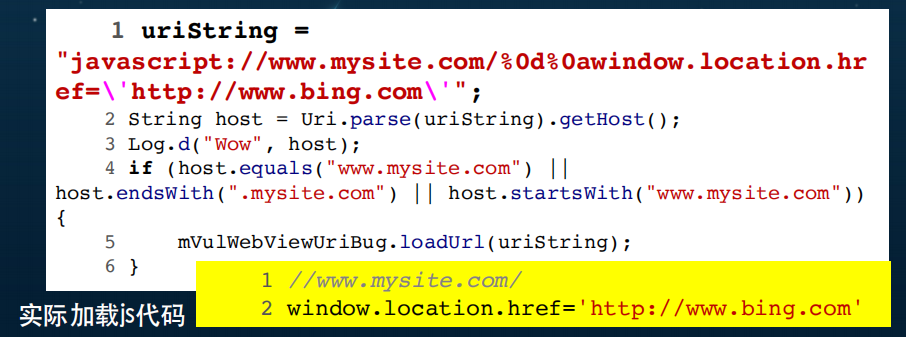 1 uriString =
"javascript://www.mysite.com/%0d%0awindow.location.hr
ef=\'http://www.bing.com\'";
2 String host = Uri.parse(uriString).getHost();
3 Log.d("Wow", host);
4 if (host.equals("www.mysite.com") ||
host.endsWith(".mysite.com") || host.startsWith("www.mysite.com"))
{
5 mVulWebViewUriBug.loadUrl(uriString);
6 }
1 //www.mysite.com/
实际加载js代码
2 window.location.href='http://www.bing.com'